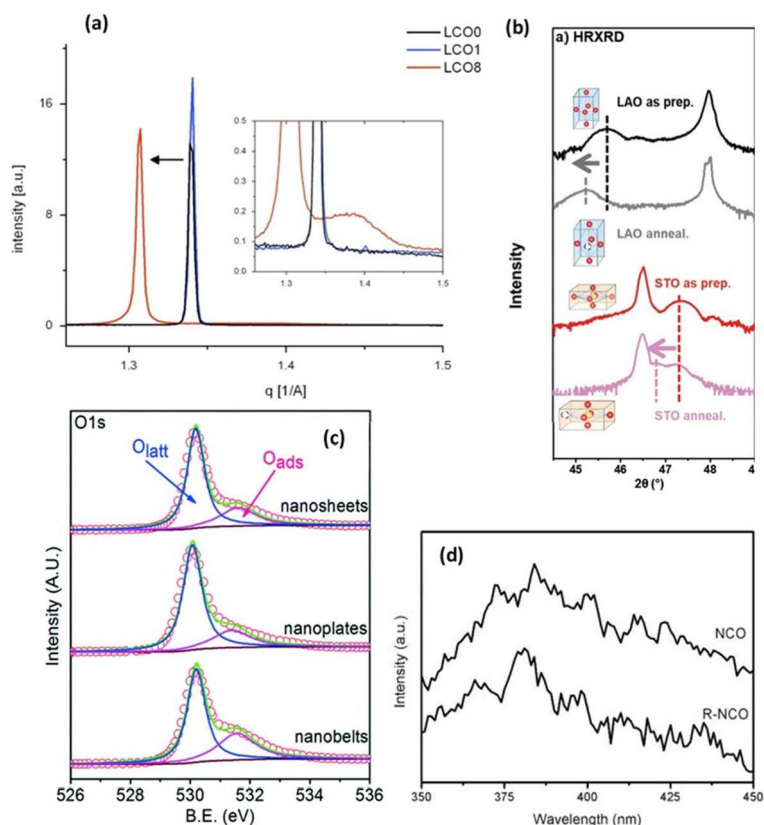 (a)
LCO0
LCO1
LCO8
16
8
0
intensity [a.u.]
0.5
0.4
0.3
0.2
0.1
0.0
1.3
1.4
1.5
1.3
1.4
1.5
q [1/A]
(b)
a) HRXRD
LAO as prep.
LAO anneal.
STO as prep.
STO anneal.
Intensity
45
46
47
48
4
2θ (°)
O1s
(c)
Olatt
Oads
nanosheets
nanoplates
nanobelts
Intensity (A.U.)
526
528
530
532
534
536
B.E. (eV)
(d)
NCO
R-NCO
Intensity (a.u.)
350
375
400
425
450
Wavelength (nm)